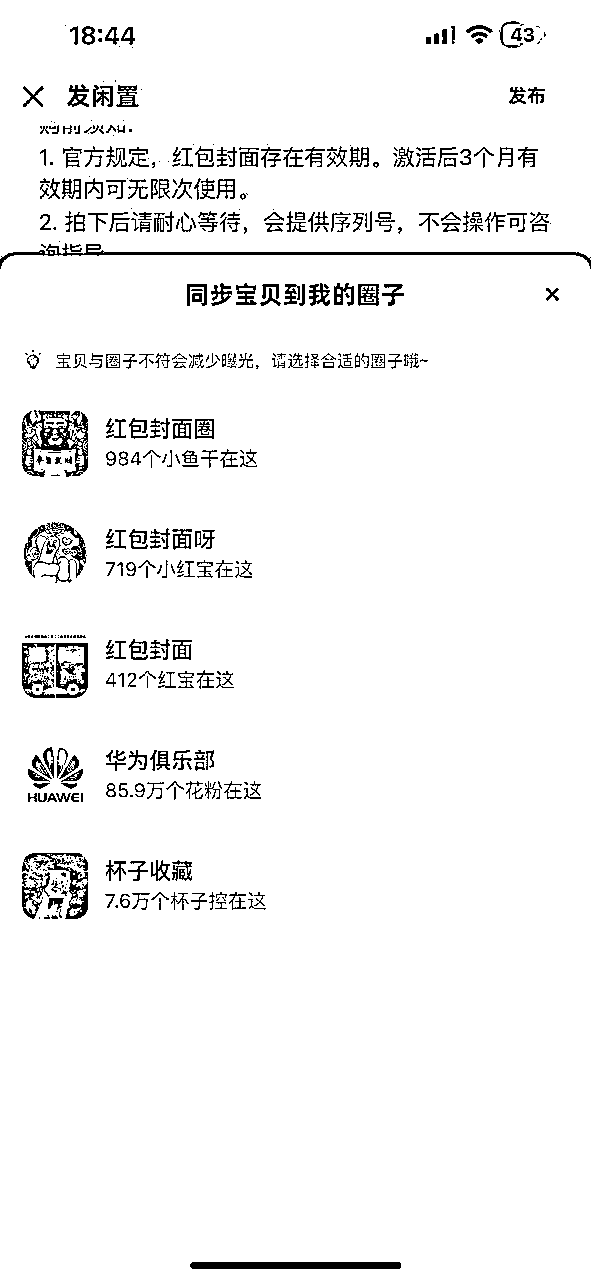 18:44
43
发闲置
发布
购前须知：
1. 官方规定，红包封面存在有效期。激活后3个月有
效期内可无限次使用。
2. 拍下后请耐心等待，会提供序列号，不会操作可咨
询指导
同步宝贝到我的圈子
宝贝与圈子不符会减少曝光，请选择合适的圈子哦~
红包封面圈
984个小鱼干在这
红包封面呀
719个小红宝在这
红包封面
412个红宝在这
华为俱乐部
HUAWEI
85.9万个花粉在这
杯子收藏
7.6万个杯子控在这